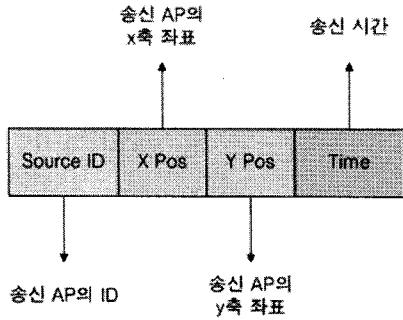 송신 AP의
x축 좌표
송신 시간
Source ID
X Pos
Y Pos
Time
송신 AP의 ID
송신 AP의
y축 좌표